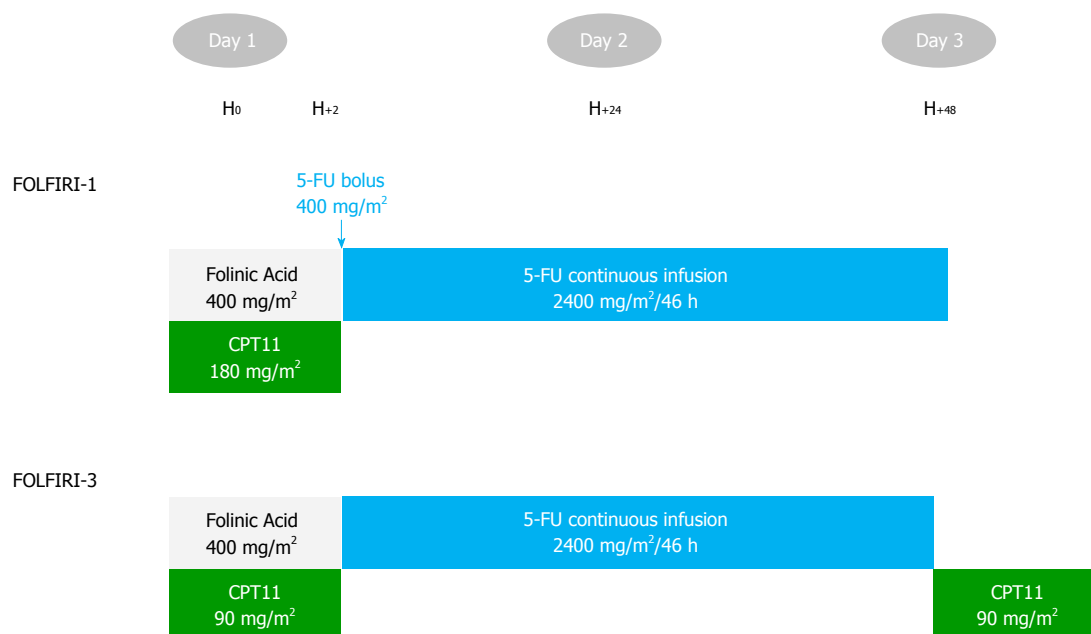 Day 1
Day 2
Day 3
H0
H+2
H+24
H+48
FOLFIRI-1
5-FU bolus
400 mg/m²
Folinic Acid
400 mg/m²
5-FU continuous infusion
2400 mg/m²/46 h
CPT11
180 mg/m²
FOLFIRI-3
Folinic Acid
400 mg/m²
5-FU continuous infusion
2400 mg/m²/46 h
CPT11
90 mg/m²
CPT11
90 mg/m²